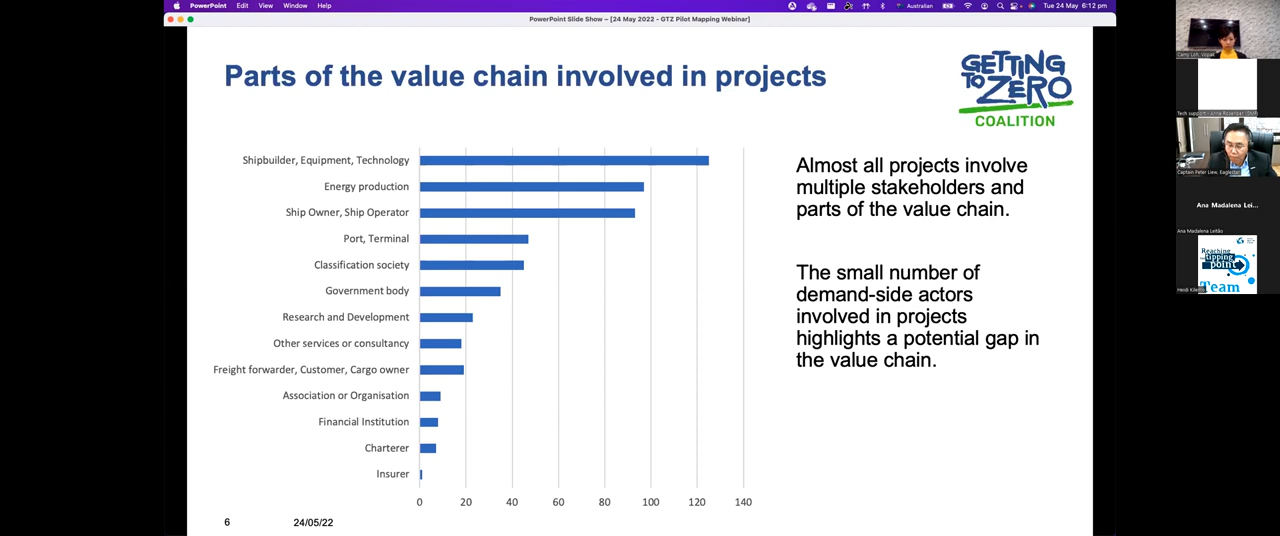 PowerPoint Edit View Window Help
Australian
Tue 24 May 6:12 pm
PowerPoint Slide Show – [24 May 2022 - GTZ Pilot Mapping Webinar]
Parts of the value chain involved in projects
GETTING
TO ZERO
COALITION
Shipbuilder, Equipment, Technology
Energy production
Ship Owner, Ship Operator
Port, Terminal
Classification society
Government body
Research and Development
Other services or consultancy
Freight forwarder, Customer, Cargo owner
Association or Organisation
Financial Institution
Charterer
Insurer
0 20 40 60 80 100 120 140
Almost all projects involve
multiple stakeholders and
parts of the value chain.
The small number of
demand-side actors
involved in projects
highlights a potential gap in
the value chain.
6
24/05/22
Tech support -
Captain Peter Liew, Eaglestar
Ana Madalena Lei...
Ana Madalena Leitão
Reaching
tipping
point
Team
Heidi